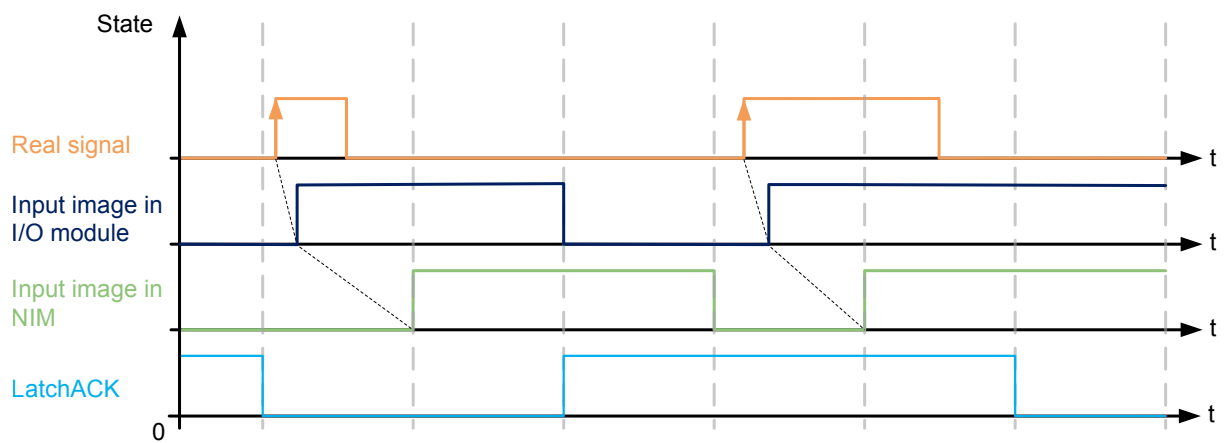 State
Real signal
t
Input image in
I/O module
t
Input image in
NIM
t
LatchACK
t
0